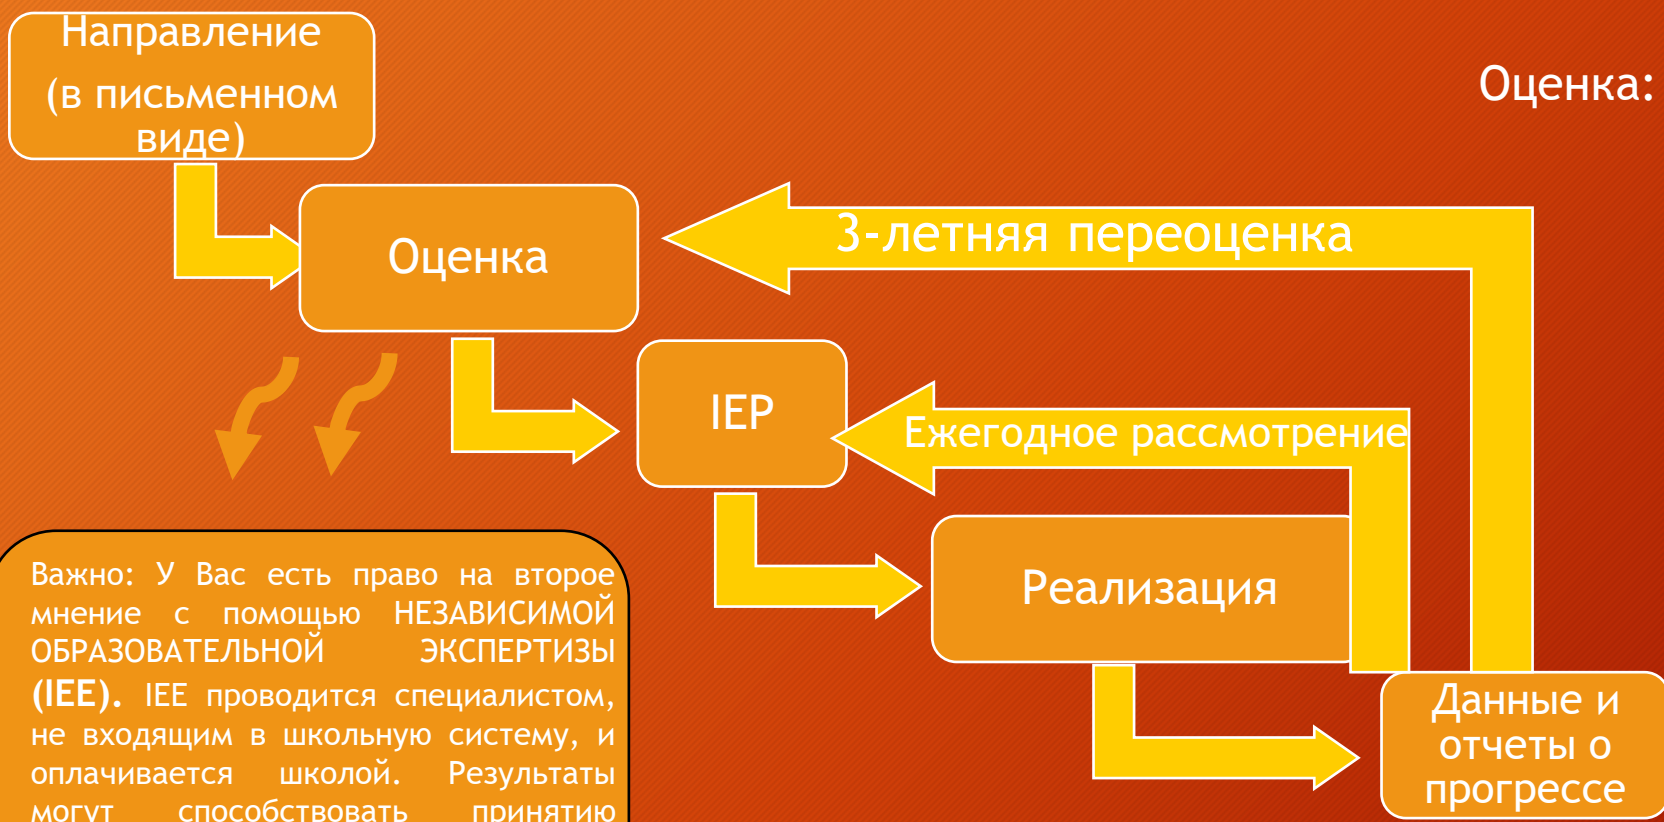 Направление
(в письменном
виде)
Оценка:
Оценка
3-летняя переоценка
IEP
Ежегодное рассмотрение
Реализация
Данные и
отчеты о
прогрессе
Важно: У Вас есть право на второе
мнение с помощью НЕЗАВИСИМОЙ
ОБРАЗОВАТЕЛЬНОЙ ЭКСПЕРТИЗЫ
(IEE). IEE проводится специалистом,
не входящим в школьную систему, и
оплачивается школой. Результаты
могут способствовать принятию